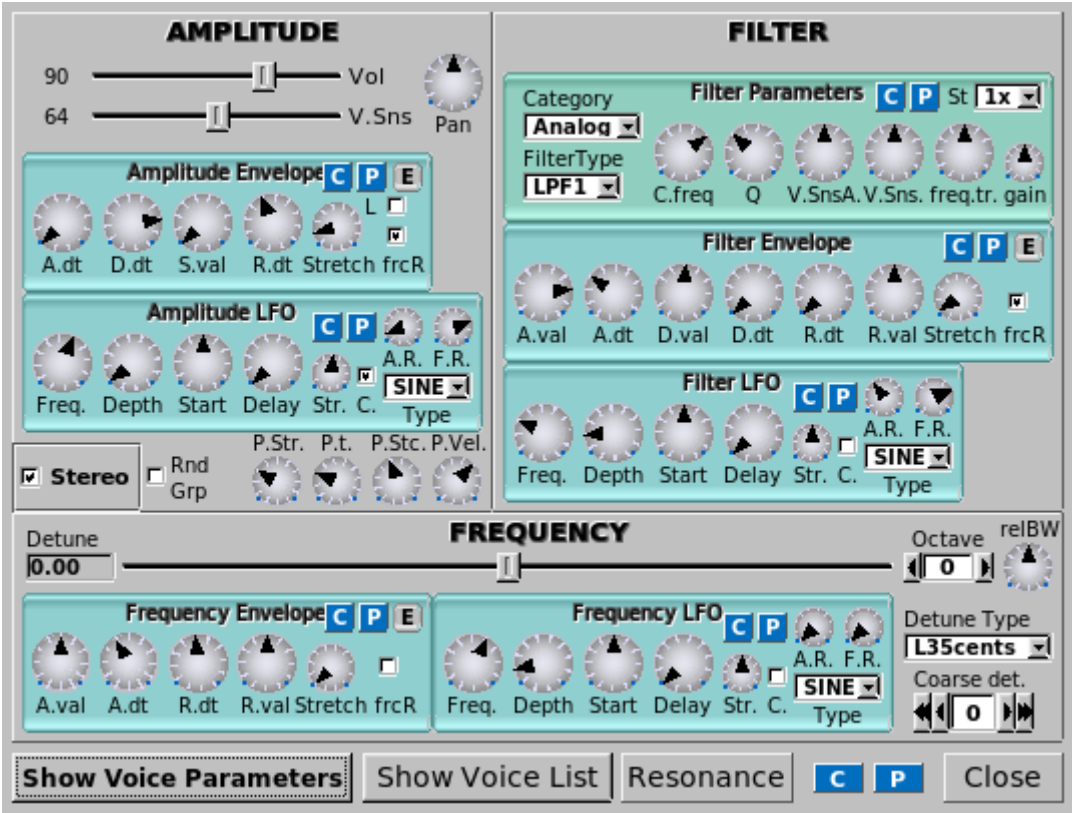 AMPLITUDE
90 Vol
64 V.Sns
Pan
Amplitude Envelope C P E
L
A.dt D.dt S.val R.dt Stretch frcR
Amplitude LFO C P
A.R. F.R.
SINE
Freq. Depth Start Delay Str. C.
Type
Stereo
Rnd
Grp
P.Str. P.t. P.Stc. P.Vel.
FILTER
Category
Analog
FilterType
LPF1
Filter Parameters C P St 1x
C.freq Q V.SnsA. V.Sns. freq.tr. gain
Filter Envelope C P E
A.val A.dt D.val D.dt R.dt R.val Stretch frcR
Filter LFO C P
A.R. F.R.
SINE
Freq. Depth Start Delay Str. C.
Type
FREQUENCY
Detune
0.00
Octave
0
relBW
Frequency Envelope C P E
A.val A.dt R.dt R.val Stretch frcR
Frequency LFO C P
A.R. F.R.
SINE
Freq. Depth Start Delay Str. C.
Type
Detune Type
L35cents
Coarse det.
0
Show Voice Parameters Show Voice List Resonance C P Close